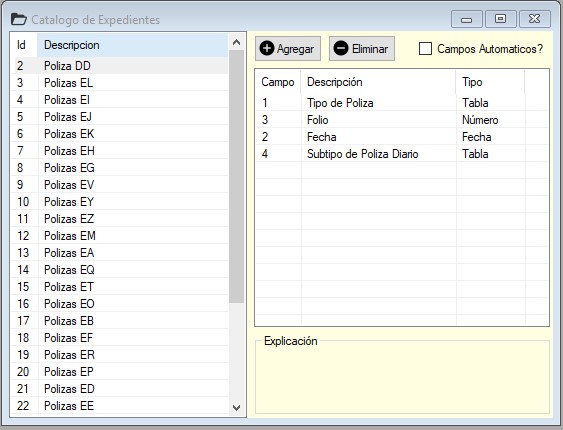 Catalogo de Expedientes
Id Descripcion
2 Poliza DD
3 Polizas EL
4 Polizas EI
5 Polizas EJ
6 Polizas EK
7 Polizas EH
8 Polizas EG
9 Polizas EV
10 Polizas EY
11 Polizas EZ
12 Polizas EM
13 Polizas EA
14 Polizas EQ
15 Polizas ET
16 Polizas EO
17 Polizas EB
18 Polizas EF
19 Polizas ER
20 Polizas EP
21 Polizas ED
22 Polizas EE
Agregar Eliminar Campos Automaticos?
Campo Descripción Tipo
1 Tipo de Poliza Tabla
3 Folio Número
2 Fecha Fecha
4 Subtipo de Poliza Diario Tabla
Explicación